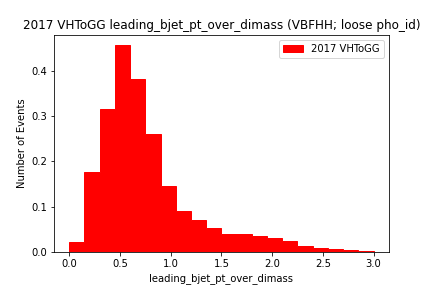 2017 VHToGG leading_bjet_pt_over_dimass (VBFHH; loose pho_id)
2017 VHToGG
Number of Events
0.4
0.3
0.2
0.1
0.0
0.0 0.5 1.0 1.5 2.0 2.5 3.0
leading_bjet_pt_over_dimass